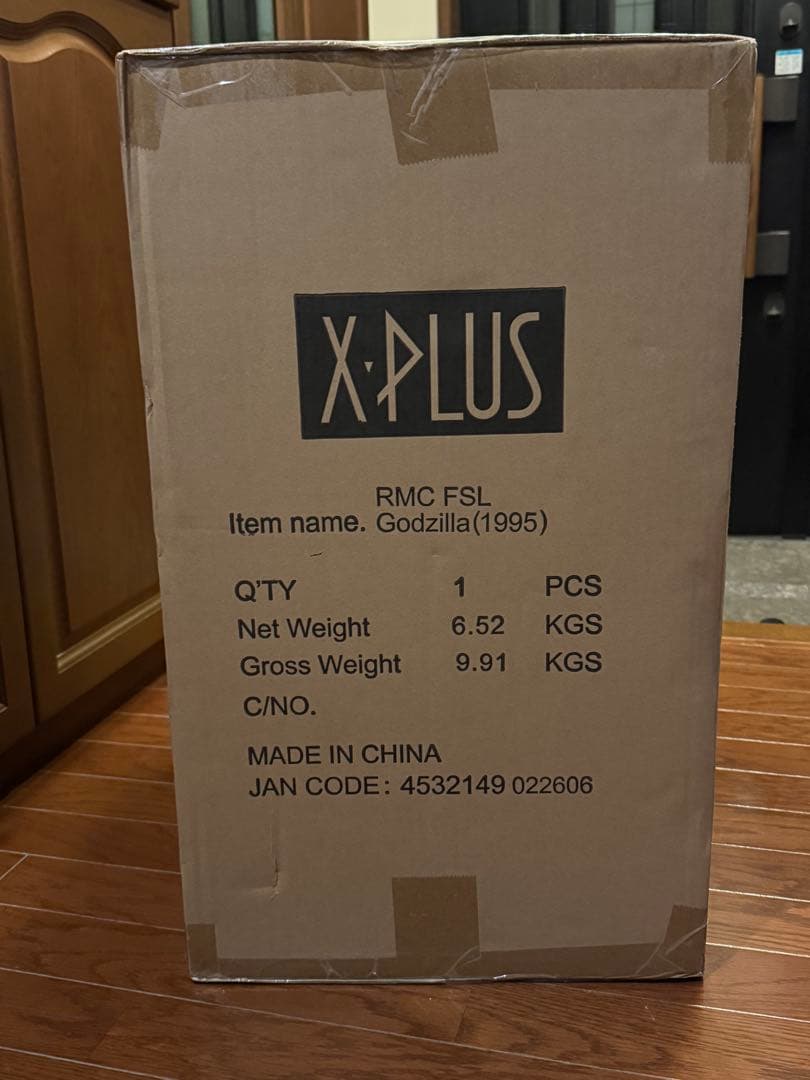 X·PLUS
RMC FSL
Item name. Godzilla(1995)
Q'TY 1 PCS
Net Weight 6.52 KGS
Gross Weight 9.91 KGS
C/NO.
MADE IN CHINA
JAN CODE: 4532149 022606